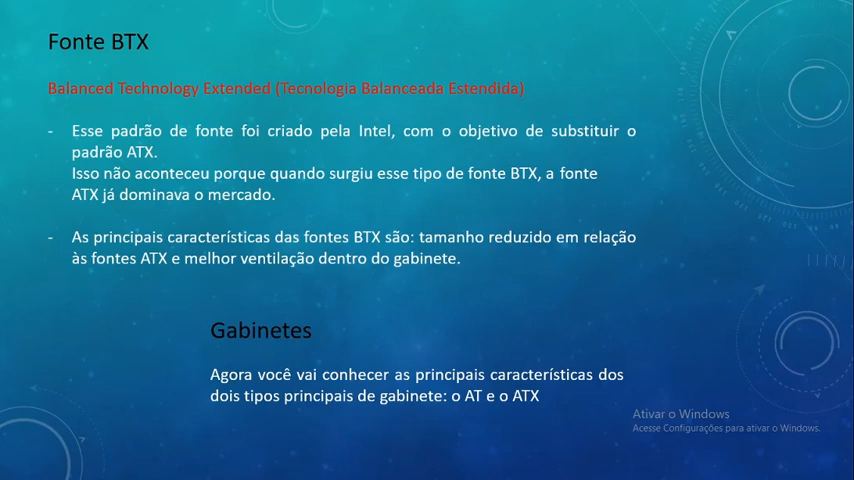 Fonte BTX
Balanced Technology Extended (Tecnologia Balanceada Estendida)
- Esse padrão de fonte foi criado pela Intel, com o objetivo de substituir o
padrão ATX.
Isso não aconteceu porque quando surgiu esse tipo de fonte BTX, a fonte
ATX já dominava o mercado.
- As principais características das fontes BTX são: tamanho reduzido em relação
às fontes ATX e melhor ventilação dentro do gabinete.
Gabinetes
Agora você vai conhecer as principais características dos
dois tipos principais de gabinete: o AT e o ATX
Ativar o Windows
Acesse Configurações para ativar o Windows.